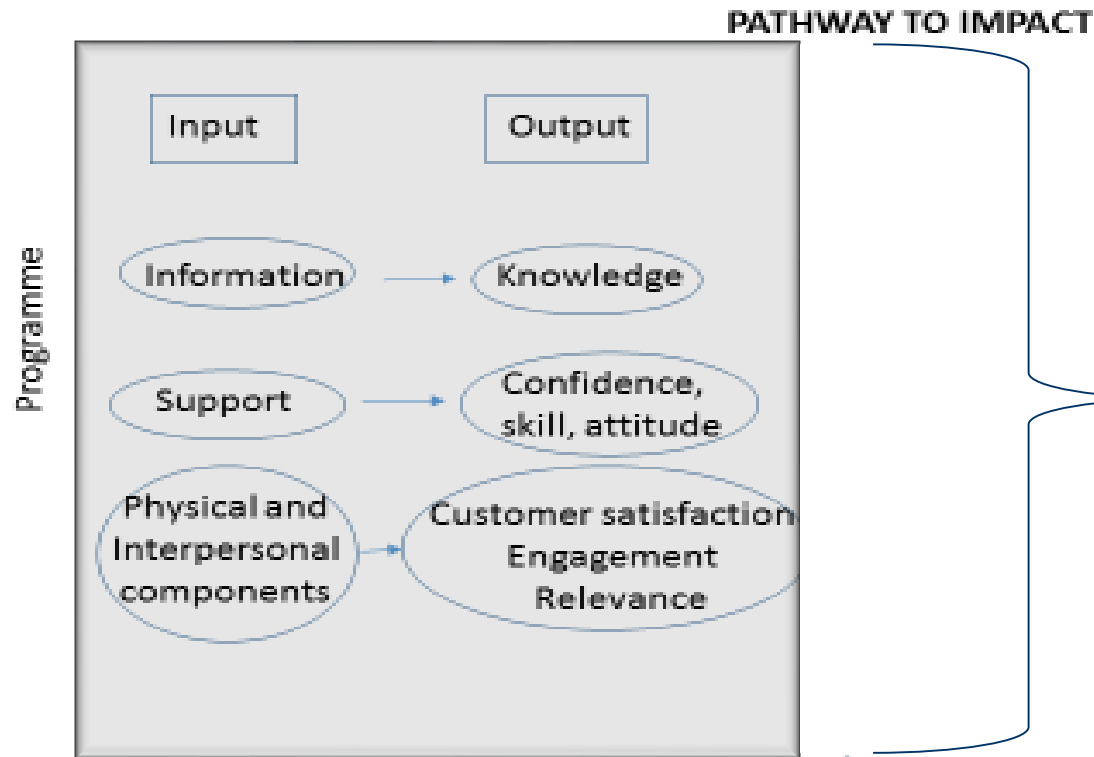 PATHWAY TO IMPACT
Input
Output
Programme
Information
Knowledge
Support
Confidence,
skill, attitude
Physical and
Interpersonal
components
Customer satisfaction
Engagement
Relevance